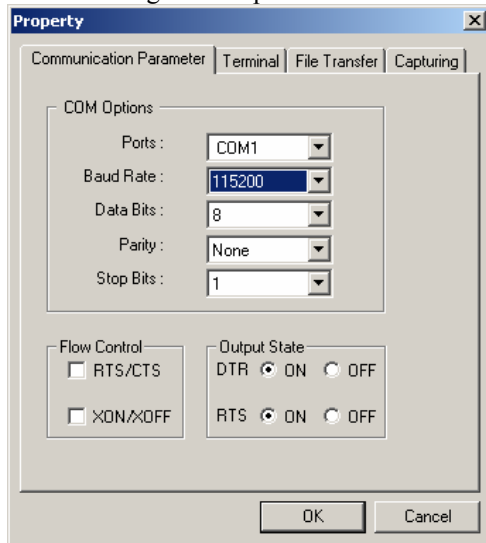 Property
Communication Parameter Terminal File Transfer Capturing
COM Options
Ports : COM1
Baud Rate : 115200
Data Bits : 8
Parity : None
Stop Bits : 1
Flow Control
RTS/CTS
XON/XOFF
Output State
DTR ON OFF
RTS ON OFF
OK Cancel